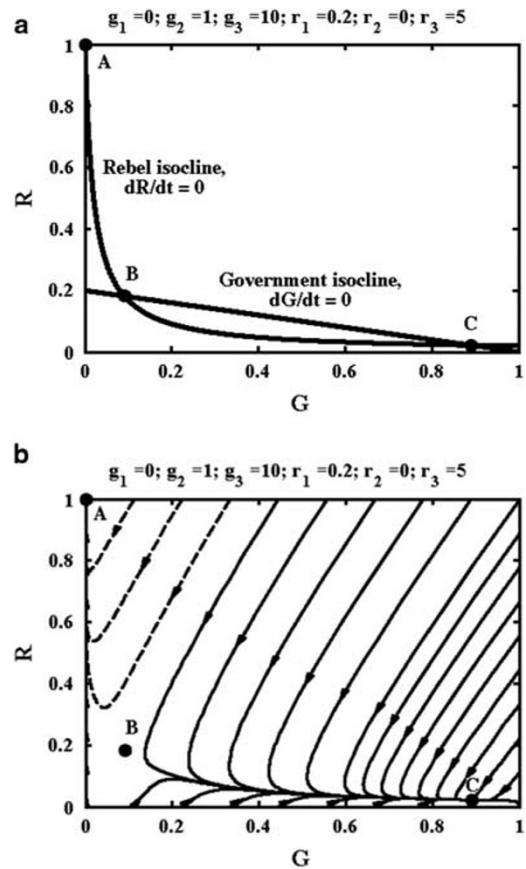 a
g1 =0; g2 =1; g3 =10; r1 =0.2; r2 =0; r3 =5
1
A
0.8
Rebel isocline,
dR/dt = 0
0.6
R
0.4
B
Government isocline,
dG/dt = 0
0.2
C
0
0 0.2 0.4 0.6 0.8 1
G
b
g1 =0; g2 =1; g3 =10; r1 =0.2; r2 =0; r3 =5
1
A
0.8
0.6
R
0.4
B
0.2
C
0
0 0.2 0.4 0.6 0.8 1
G